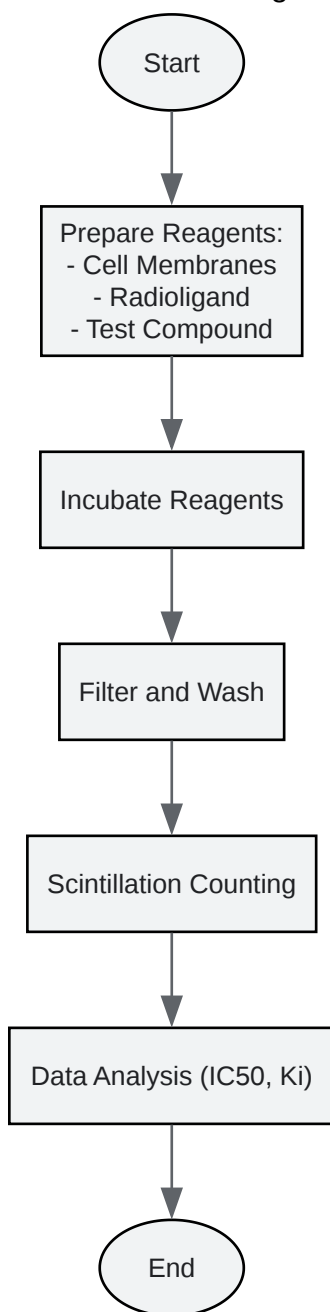 Start
Prepare Reagents:
- Cell Membranes
- Radioligand
- Test Compound
Incubate Reagents
Filter and Wash
Scintillation Counting
Data Analysis (IC50, Ki)
End